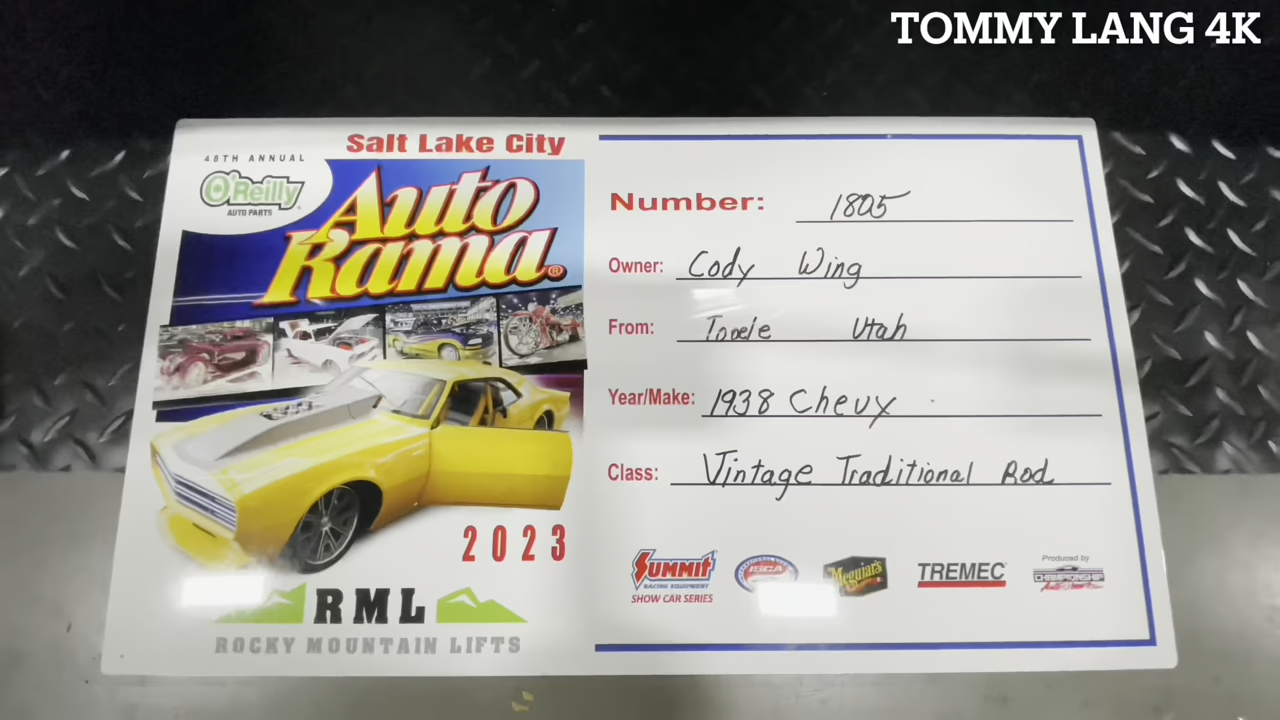 TOMMY LANG 4K
Salt Lake City
48TH ANNUAL
O'Reilly
AUTO PARTS
Auto
Rama®
2023
RML
ROCKY MOUNTAIN LIFTS
Number: 1805
Owner: Cody Wing
From: Tooele Utah
Year/Make: 1938 Chevy
Class: Vintage Traditional Rod
SUMMIT
RACING EQUIPMENT
SHOW CAR SERIES
ISCA
Meguiar's
TREMEC
Produced by
CHAMPIONSHIP